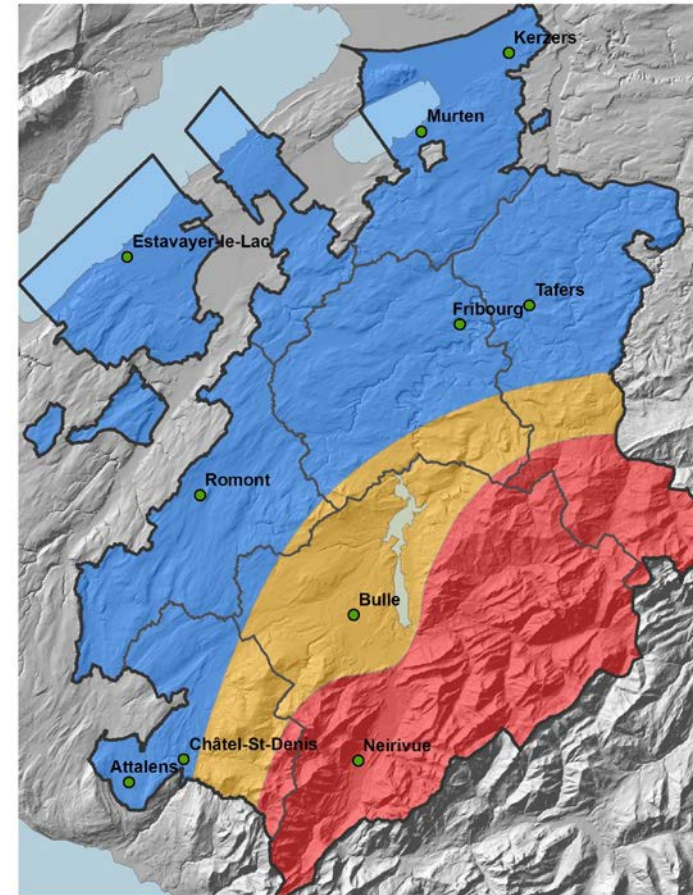 Kerzers
Murten
Estavayer-le-Lac
Tafers
Fribourg
Romont
Bulle
Châtel-St-Denis
Neirivue
Attalens